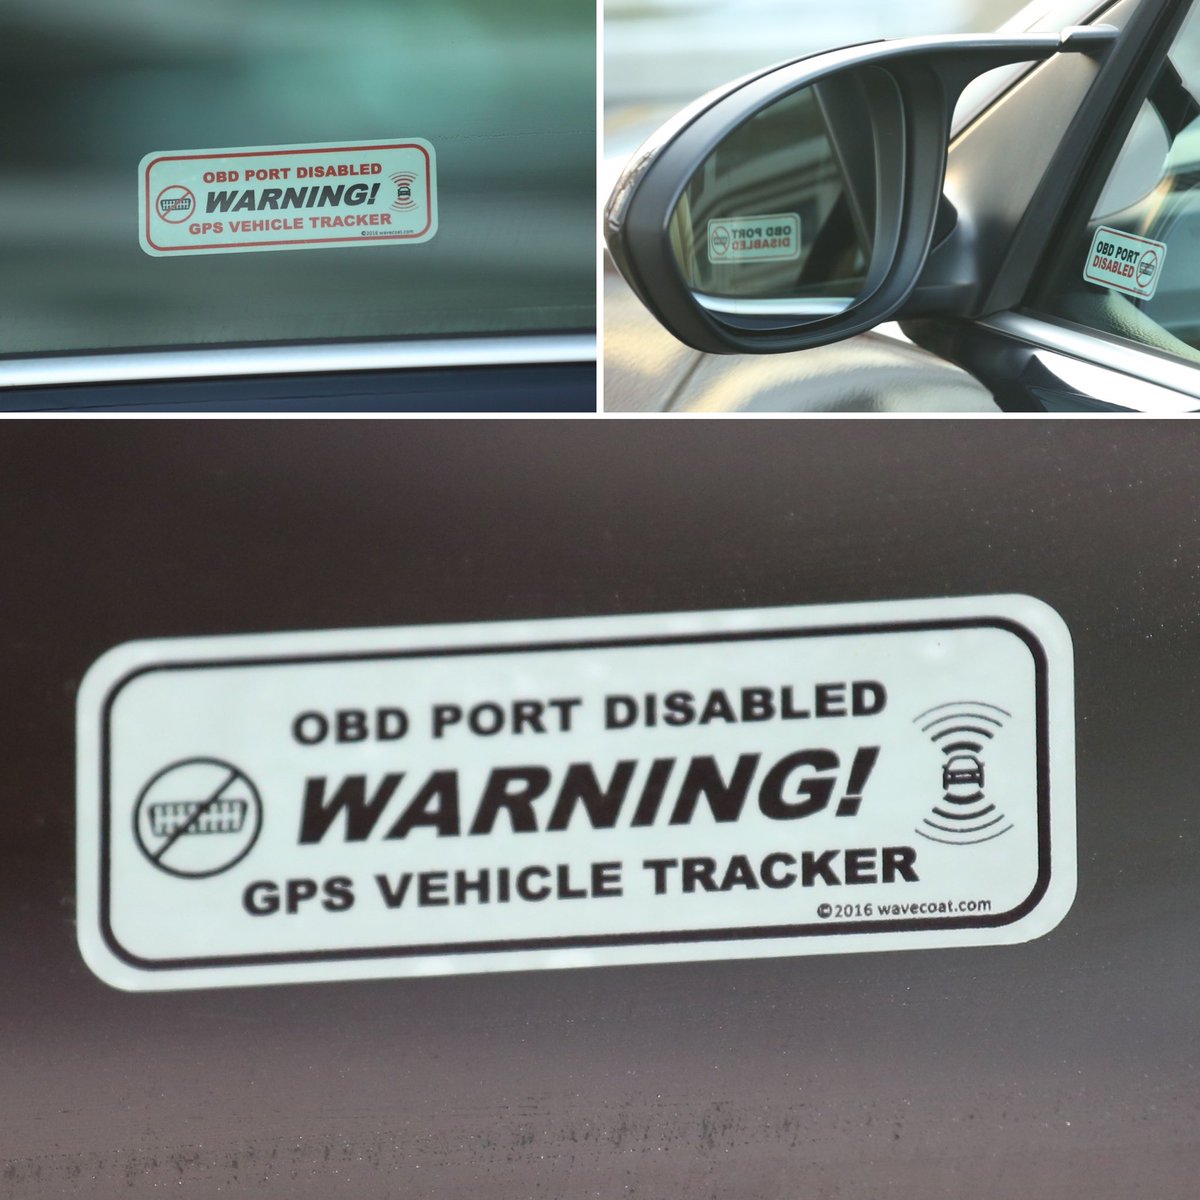 OBD PORT DISABLED
WARNING!
GPS VEHICLE TRACKER
©2016 wavecoat.com
OBD PORT
DISABLED
OBD PORT
DISABLED
OBD PORT DISABLED
WARNING!
GPS VEHICLE TRACKER
©2016 wavecoat.com